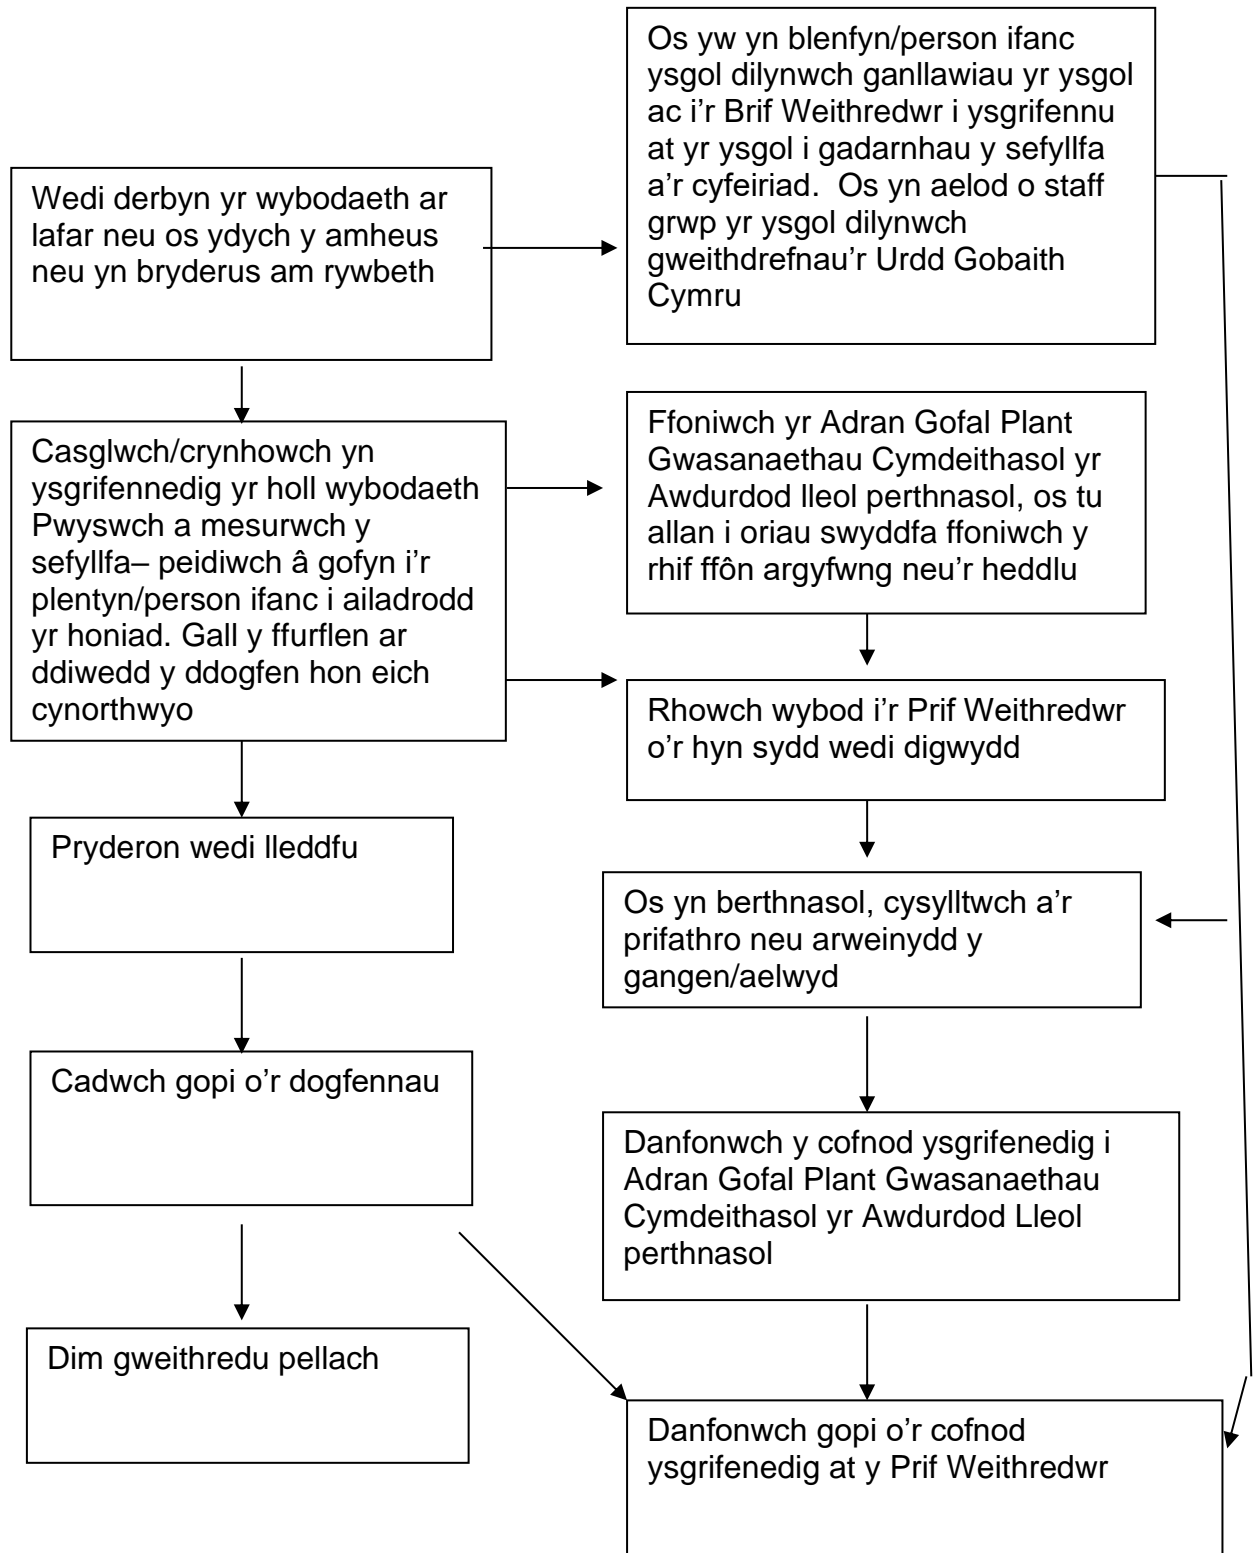 Os yw yn blenfyn/person ifanc
ysgol dilynwch ganllawiau yr ysgol
ac i'r Brif Weithredwr i ysgrifennu
at yr ysgol i gadarnhau y sefyllfa
a'r cyfeiriad.  Os yn aelod o staff
grwp yr ysgol dilynwch
gweithdrefnau'r Urdd Gobaith
Cymru
Wedi derbyn yr wybodaeth ar
lafar neu os ydych y amheus
neu yn bryderus am rywbeth
Casglwch/crynhowch yn
ysgrifennedig yr holl wybodaeth
Pwyswch a mesurwch y
sefyllfa– peidiwch â gofyn i'r
plentyn/person ifanc i ailadrodd
yr honiad. Gall y ffurflen ar
ddiwedd y ddogfen hon eich
cynorthwyo
Ffoniwch yr Adran Gofal Plant
Gwasanaethau Cymdeithasol yr
Awdurdod lleol perthnasol, os tu
allan i oriau swyddfa ffoniwch y
rhif ffôn argyfwng neu'r heddlu
Rhowch wybod i'r Prif Weithredwr
o'r hyn sydd wedi digwydd
Pryderon wedi lleddfu
Os yn berthnasol, cysylltwch a'r
prifathro neu arweinydd y
gangen/aelwyd
Cadwch gopi o'r dogfennau
Danfonwch y cofnod ysgrifenedig i
Adran Gofal Plant Gwasanaethau
Cymdeithasol yr Awdurdod Lleol
perthnasol
Dim gweithredu pellach
Danfonwch gopi o'r cofnod
ysgrifenedig at y Prif Weithredwr